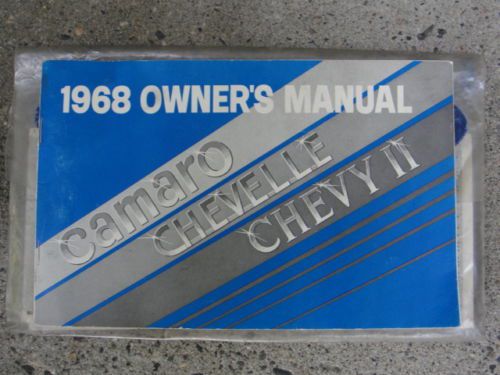 1968 OWNER'S MANUAL
camaro
CHEVELLE
CHEVY II